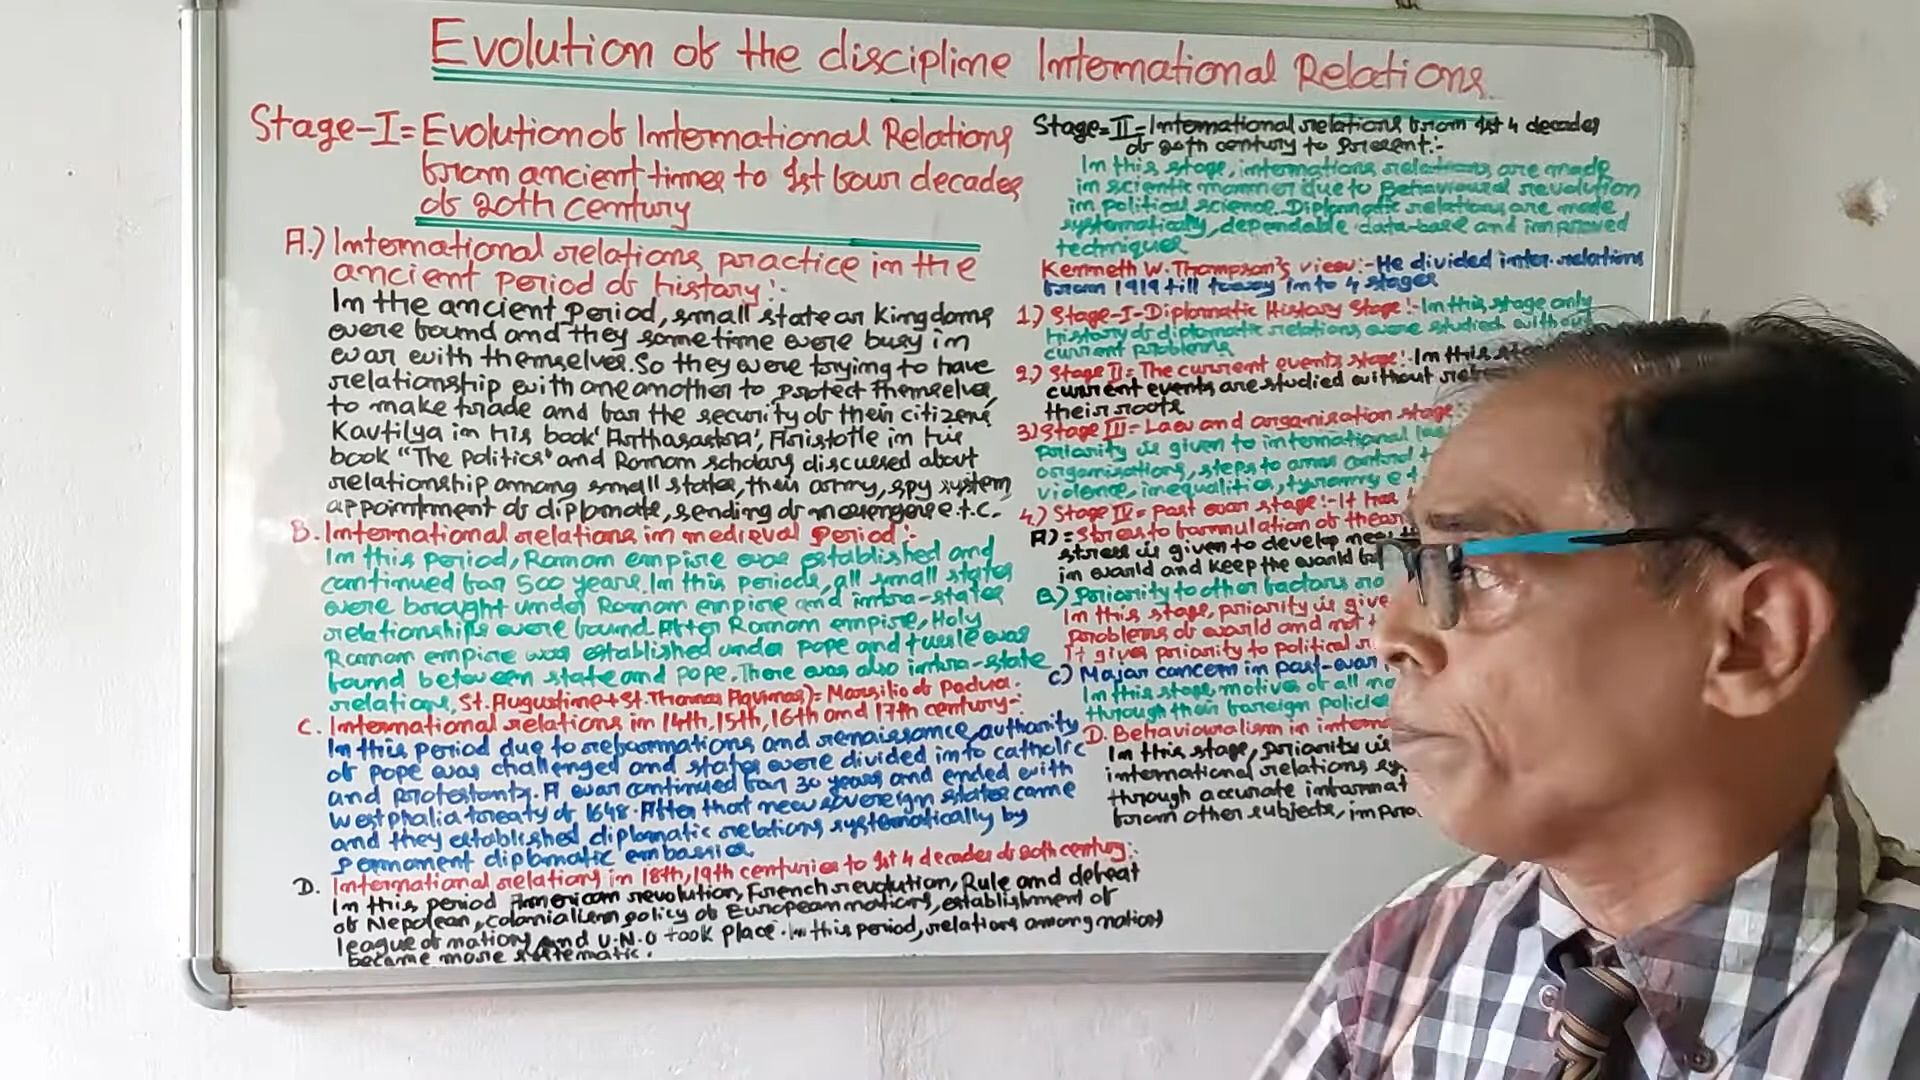 Evolution of the discipline International Relations.
Stage-I= Evolution of International Relations
from ancient times to 1st four decades
of 20th century
A.) International relations practice in the
ancient period of history:-
In the ancient period, small state or kingdoms
were found and they sometime were busy in
war with themselves. So they were trying to have
relationship with one another to protect themselves,
to make trade and for the security of their citizens
Kautilya in his book 'Arthasastra', Aristotle in his
book "The Politics" and Roman scholars discussed about
relationship among small states, their army, spy system,
appointment of diplomate, sending of messengers e.t.c.
B. International relations in medieval period:-
In this period, Roman empire was established and
continued for 500 years. In this periods, all small states
were brought under Roman empire and intra-states
relationships were found. After Roman empire, Holy
Roman empire was established under pope and tussle was
found between state and pope. There was also intra-state
relations, St. Augustine + St. Thomas Aquinas) = Marsilio of Padua.
C. International relations in 14th, 15th, 16th and 17th century-:
In this period due to reformations and renaissance, authority
of pope was challenged and states were divided into catholic
and protestants. A war continued for 30 years and ended with
Westphalia treaty of 1648. After that new sovereign states came
and they established diplomatic relations systematically by
permanent diplomatic embassies.
D. International relations in 18th, 19th centuries to 1st 4 decades of 20th century:-
In this period American revolution, French revolution, Rule and defeat
of Nepolean, colonialism policy of European nations, establishment of
league of nations and U.N.O took place. In this period, relations among nations
became more systematic.
Stage=II=International relations from 1st 4 decades
of 20th century to present:-
In this stage, internations relations are made
in scientic manner due to Behavioural revolution
in political science. Diplomatic relations are made
systematically, dependable data-base and improved
techniques
Kenneth W. Thompson's view:- He divided inter-relations
from 1919 till today into 4 stages
1.) Stage-I-Diplomatic History Stage:- In this stage only
history of diplomatic relations were studied without
current problems
2.) Stage II= The current events stage:- In this
current events are studied without
their roots
3) Stage III= Law and organisation stage
Pority is given to international
organisations, steps to arms control
violence, inequalities, tyranny
4.) Stage IV= Post war stage:- It has
A) = Stress to formulation of
stress is given to develop
in world and keep the world
B) Priority to other factors
In this stage, priority is
problems of world and
It gives priority to political
C) Major concern in post-war
In this stage, motives of all
through their foreign
D. Behaviouralism in
In this stage, priority is
international relations
through accurate
from other subjects,